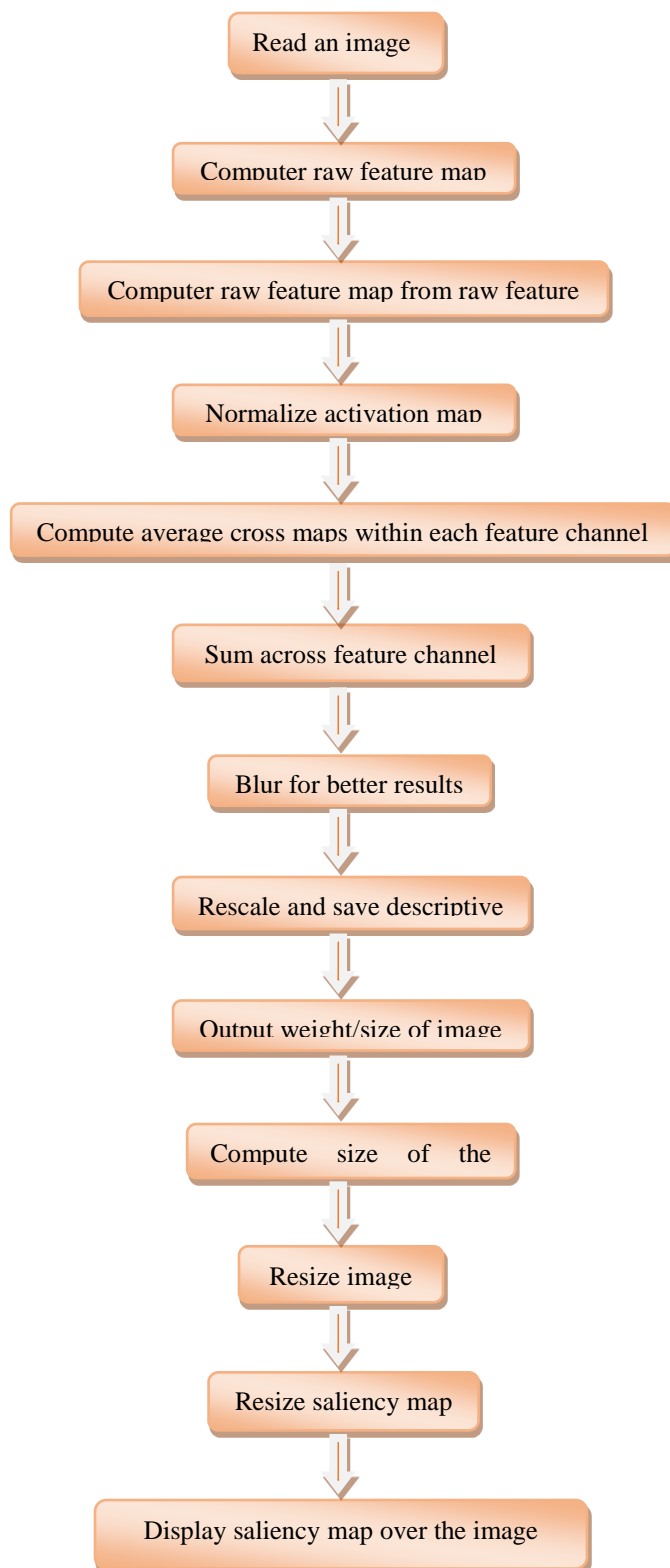 Read an image
Computer raw feature map
Computer raw feature map from raw feature
Normalize activation map
Compute average cross maps within each feature channel
Sum across feature channel
Blur for better results
Rescale and save descriptive
Output weight/size of image
Compute size of the
Resize image
Resize saliency map
Display saliency map over the image